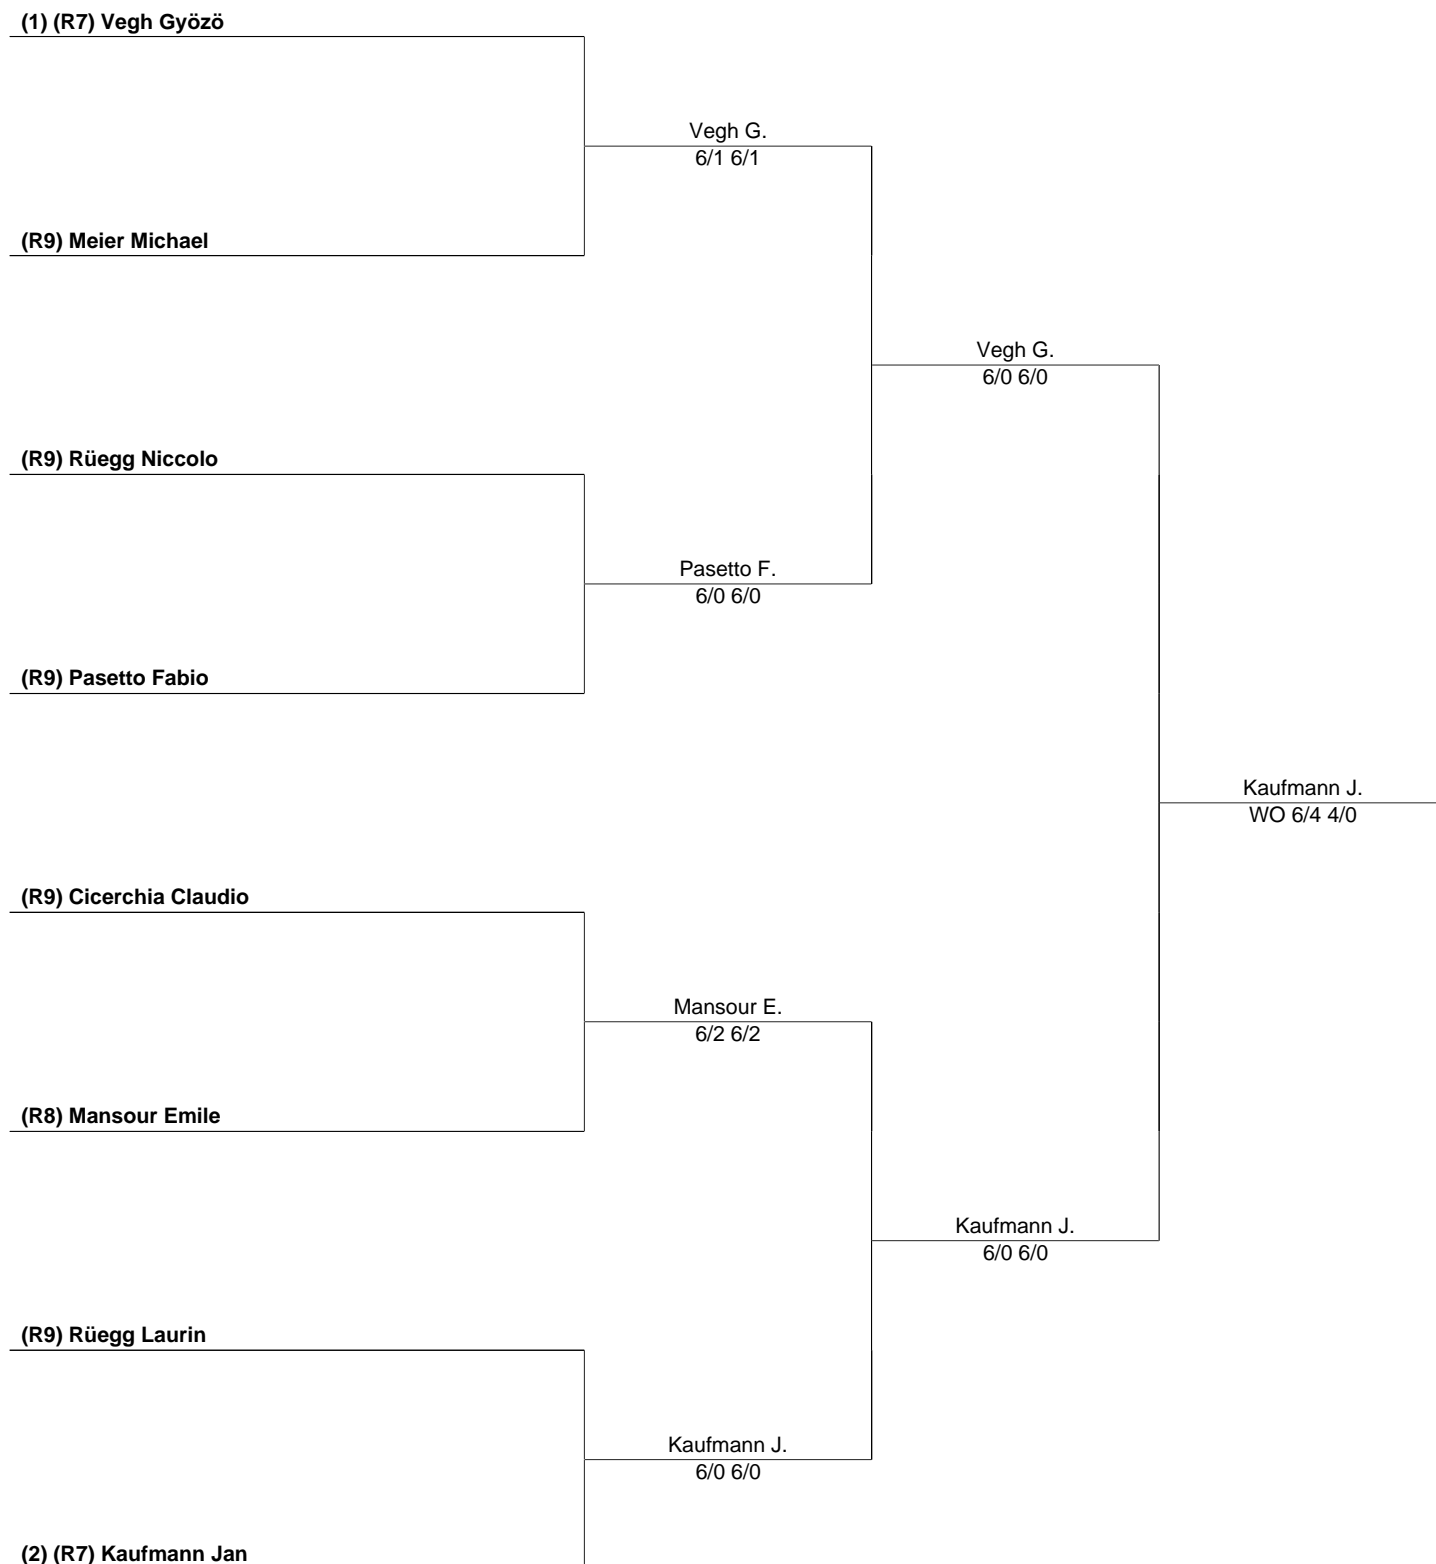 (1) (R7) Vegh Gyözö
Vegh G.
6/1 6/1
(R9) Meier Michael
Vegh G.
6/0 6/0
(R9) Rüegg Niccolo
Pasetto F.
6/0 6/0
(R9) Pasetto Fabio
Kaufmann J.
WO 6/4 4/0
(R9) Cicerchia Claudio
Mansour E.
6/2 6/2
(R8) Mansour Emile
Kaufmann J.
6/0 6/0
(R9) Rüegg Laurin
Kaufmann J.
6/0 6/0
(2) (R7) Kaufmann Jan